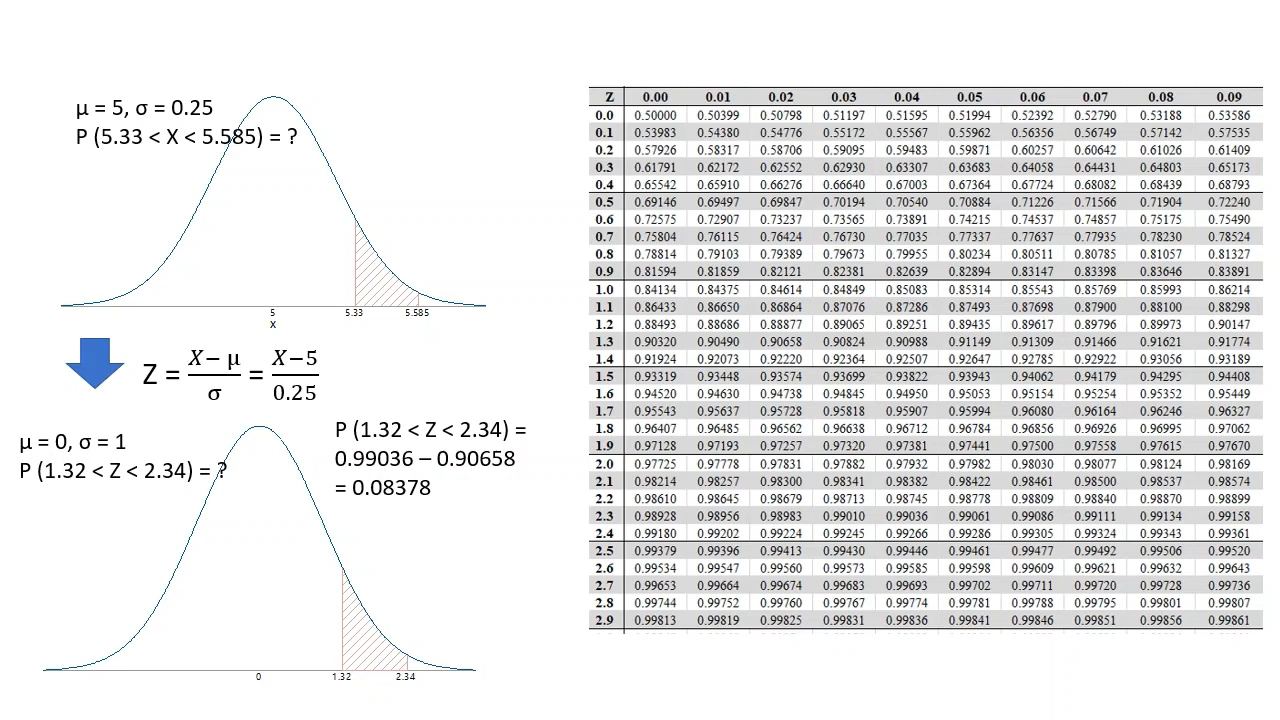 μ = 5, σ = 0.25
P (5.33 < X < 5.585) = ?
5 5.33 5.585
X
Z = X − μ / σ = X−5 / 0.25
μ = 0, σ = 1
P (1.32 < Z < 2.34) = ?
P (1.32 < Z < 2.34) =
0.99036 – 0.90658
= 0.08378
0 1.32 2.34
Z 0.00 0.01 0.02 0.03 0.04 0.05 0.06 0.07 0.08 0.09
0.0 0.50000 0.50399 0.50798 0.51197 0.51595 0.51994 0.52392 0.52790 0.53188 0.53586
0.1 0.53983 0.54380 0.54776 0.55172 0.55567 0.55962 0.56356 0.56749 0.57142 0.57535
0.2 0.57926 0.58317 0.58706 0.59095 0.59483 0.59871 0.60257 0.60642 0.61026 0.61409
0.3 0.61791 0.62172 0.62552 0.62930 0.63307 0.63683 0.64058 0.64431 0.64803 0.65173
0.4 0.65542 0.65910 0.66276 0.66640 0.67003 0.67364 0.67724 0.68082 0.68439 0.68793
0.5 0.69146 0.69497 0.69847 0.70194 0.70540 0.70884 0.71226 0.71566 0.71904 0.72240
0.6 0.72575 0.72907 0.73237 0.73565 0.73891 0.74215 0.74537 0.74857 0.75175 0.75490
0.7 0.75804 0.76115 0.76424 0.76730 0.77035 0.77337 0.77637 0.77935 0.78230 0.78524
0.8 0.78814 0.79103 0.79389 0.79673 0.79955 0.80234 0.80511 0.80785 0.81057 0.81327
0.9 0.81594 0.81859 0.82121 0.82381 0.82639 0.82894 0.83147 0.83398 0.83646 0.83891
1.0 0.84134 0.84375 0.84614 0.84849 0.85083 0.85314 0.85543 0.85769 0.85993 0.86214
1.1 0.86433 0.86650 0.86864 0.87076 0.87286 0.87493 0.87698 0.87900 0.88100 0.88298
1.2 0.88493 0.88686 0.88877 0.89065 0.89251 0.89435 0.89617 0.89796 0.89973 0.90147
1.3 0.90320 0.90490 0.90658 0.90824 0.90988 0.91149 0.91309 0.91466 0.91621 0.91774
1.4 0.91924 0.92073 0.92220 0.92364 0.92507 0.92647 0.92785 0.92922 0.93056 0.93189
1.5 0.93319 0.93448 0.93574 0.93699 0.93822 0.93943 0.94062 0.94179 0.94295 0.94408
1.6 0.94520 0.94630 0.94738 0.94845 0.94950 0.95053 0.95154 0.95254 0.95352 0.95449
1.7 0.95543 0.95637 0.95728 0.95818 0.95907 0.95994 0.96080 0.96164 0.96246 0.96327
1.8 0.96407 0.96485 0.96562 0.96638 0.96712 0.96784 0.96856 0.96926 0.96995 0.97062
1.9 0.97128 0.97193 0.97257 0.97320 0.97381 0.97441 0.97500 0.97558 0.97615 0.97670
2.0 0.97725 0.97778 0.97831 0.97882 0.97932 0.97982 0.98030 0.98077 0.98124 0.98169
2.1 0.98214 0.98257 0.98300 0.98341 0.98382 0.98422 0.98461 0.98500 0.98537 0.98574
2.2 0.98610 0.98645 0.98679 0.98713 0.98745 0.98778 0.98809 0.98840 0.98870 0.98899
2.3 0.98928 0.98956 0.98983 0.99010 0.99036 0.99061 0.99086 0.99111 0.99134 0.99158
2.4 0.99180 0.99202 0.99224 0.99245 0.99266 0.99286 0.99305 0.99324 0.99343 0.99361
2.5 0.99379 0.99396 0.99413 0.99430 0.99446 0.99461 0.99477 0.99492 0.99506 0.99520
2.6 0.99534 0.99547 0.99560 0.99573 0.99585 0.99598 0.99609 0.99621 0.99632 0.99643
2.7 0.99653 0.99664 0.99674 0.99683 0.99693 0.99702 0.99711 0.99720 0.99728 0.99736
2.8 0.99744 0.99752 0.99760 0.99767 0.99774 0.99781 0.99788 0.99795 0.99801 0.99807
2.9 0.99813 0.99819 0.99825 0.99831 0.99836 0.99841 0.99846 0.99851 0.99856 0.99861